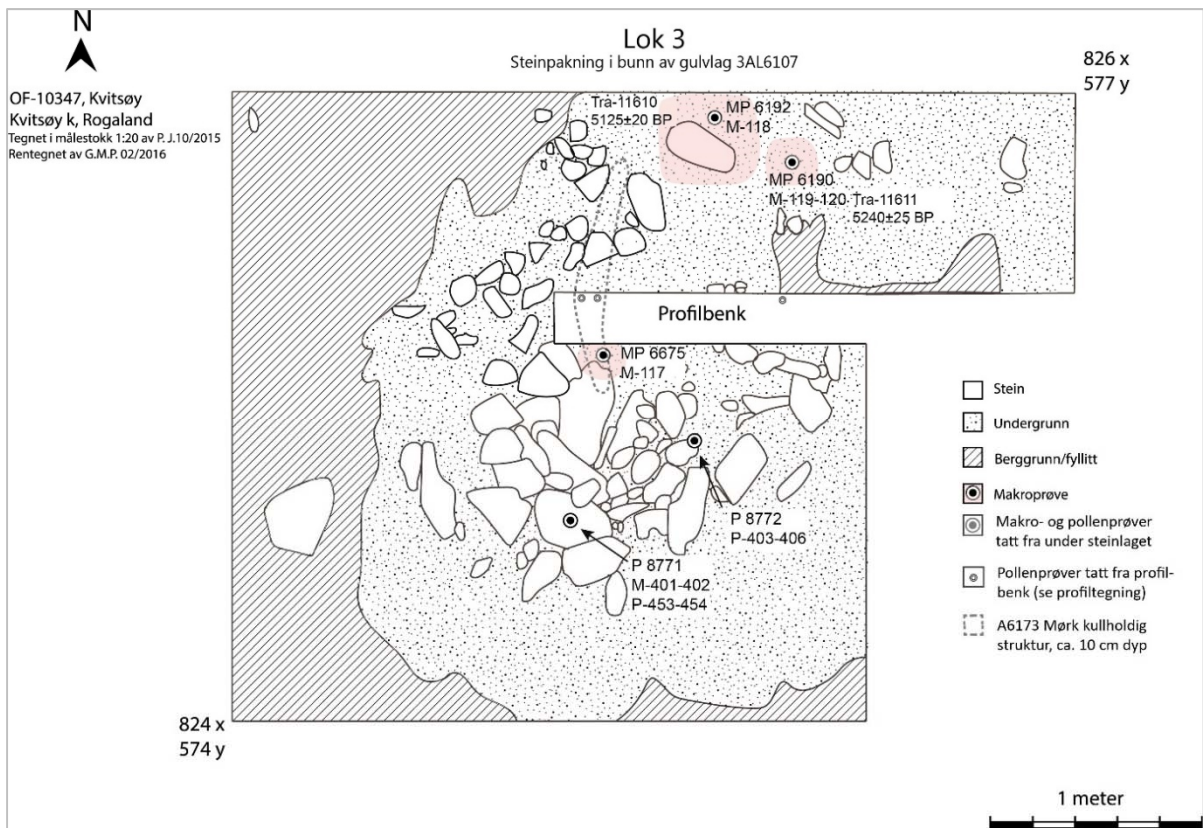 N
Lok 3
Steinpakning i bunn av gulvlag 3AL6107
826 x
577 y
OF-10347, Kvitsøy
Kvitsøy k, Rogaland
Tegnet i målestokk 1:20 av P. J.10/2015
Rentegnet av G.M.P. 02/2016
Tra-11610
5125±20 BP
MP 6192
M-118
MP 6190
M-119-120
Tra-11611
5240±25 BP
Profilbenk
MP 6675
M-117
P 8772
P-403-406
P 8771
M-401-402
P-453-454
Stein
Undergrunn
Berggrunn/fyllitt
Makroprøve
Makro- og pollenprøver
tatt fra under steinlaget
Pollenprøver tatt fra profil-
benk (se profiltegning)
A6173 Mørk kullholdig
struktur, ca. 10 cm dyp
824 x
574 y
1 meter